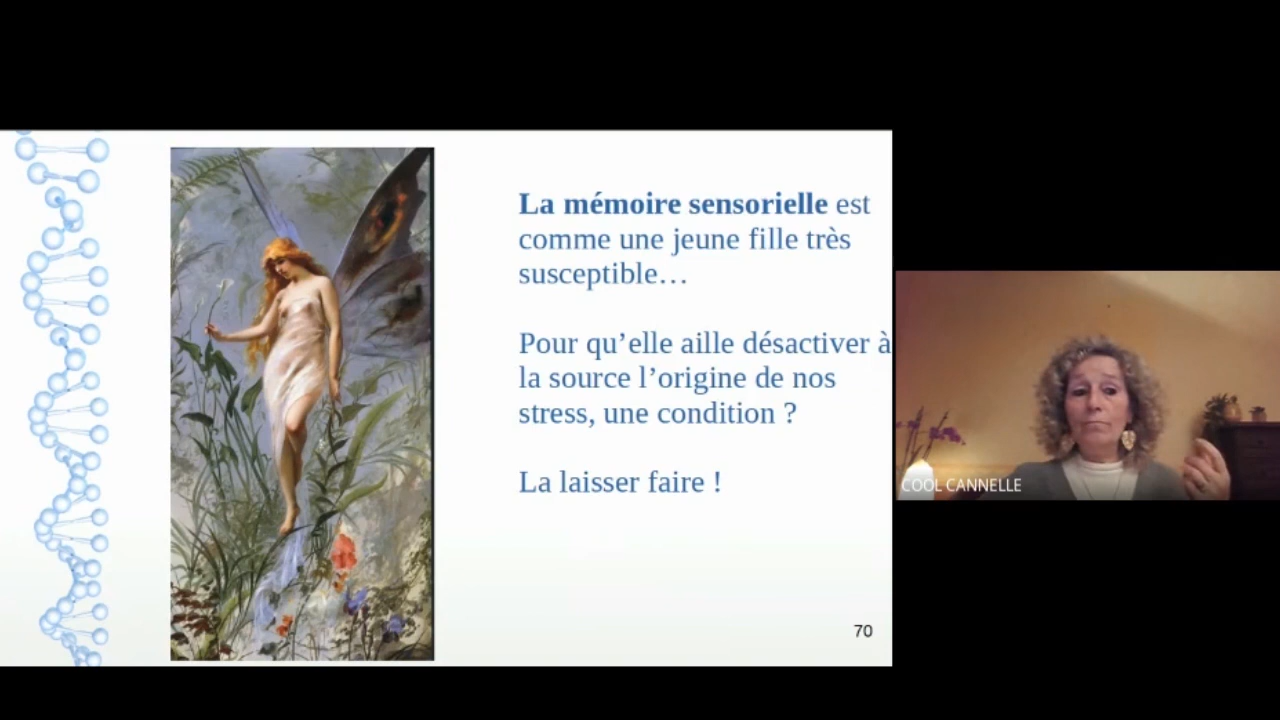 La mémoire sensorielle est
comme une jeune fille très
susceptible…
Pour qu’elle aille désactiver à
la source l’origine de nos
stress, une condition ?
La laisser faire !
70
COOL CANNELLE